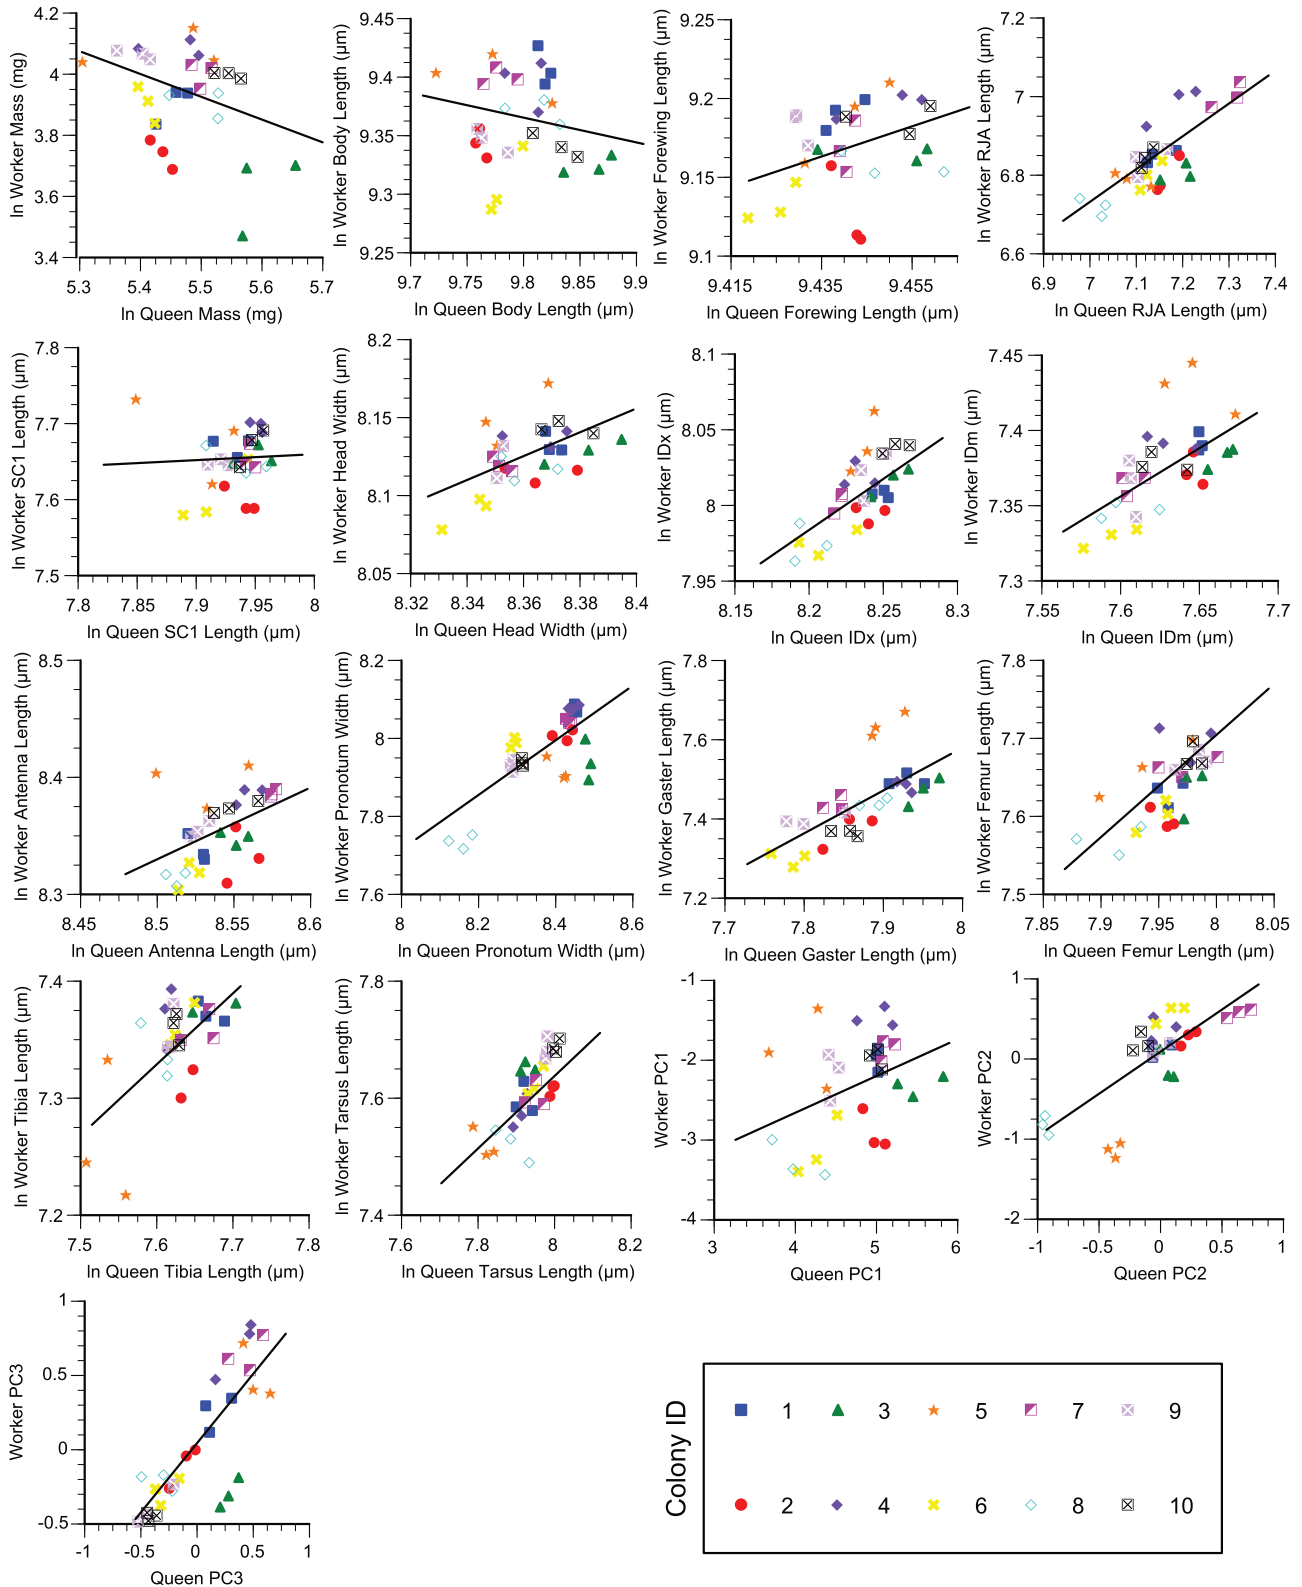 4.2
4
3.8
3.6
3.4
5.3 5.4 5.5 5.6 5.7
ln Worker Mass (mg)
ln Queen Mass (mg)
9.45
9.4
9.35
9.3
9.25
9.7 9.75 9.8 9.85 9.9
ln Worker Body Length (µm)
ln Queen Body Length (µm)
9.25
9.2
9.15
9.1
9.415 9.435 9.455
ln Worker Forewing Length (µm)
ln Queen Forewing Length (µm)
7.2
7
6.8
6.6
6.9 7 7.1 7.2 7.3 7.4
ln Worker RJA Length (µm)
ln Queen RJA Length (µm)
7.8
7.7
7.6
7.5
7.8 7.85 7.9 7.95 8
ln Worker SC1 Length (µm)
ln Queen SC1 Length (µm)
8.2
8.15
8.1
8.05
8.32 8.34 8.36 8.38 8.4
ln Worker Head Width (µm)
ln Queen Head Width (µm)
8.1
8.05
8
7.95
8.15 8.2 8.25 8.3
ln Worker IDx (µm)
ln Queen IDx (µm)
7.45
7.4
7.35
7.3
7.55 7.6 7.65 7.7
ln Worker IDm (µm)
ln Queen IDm (µm)
8.5
8.4
8.3
8.45 8.5 8.55 8.6
ln Worker Antenna Length (µm)
ln Queen Antenna Length (µm)
8.2
8
7.8
7.6
8 8.2 8.4 8.6
ln Worker Pronotum Width (µm)
ln Queen Pronotum Width (µm)
7.8
7.6
7.4
7.2
7.7 7.8 7.9 8
ln Worker Gaster Length (µm)
ln Queen Gaster Length (µm)
7.8
7.7
7.6
7.5
7.85 7.9 7.95 8 8.05
ln Worker Femur Length (µm)
ln Queen Femur Length (µm)
7.4
7.3
7.2
7.5 7.6 7.7 7.8
ln Worker Tibia Length (µm)
ln Queen Tibia Length (µm)
7.8
7.6
7.4
7.6 7.8 8 8.2
ln Worker Tarsus Length (µm)
ln Queen Tarsus Length (µm)
-1
-2
-3
-4
3 4 5 6
Worker PC1
Queen PC1
1
0
-1
-2
-1 -0.5 0 0.5 1
Worker PC2
Queen PC2
1
0.5
0
-0.5
-1 -0.5 0 0.5 1
Worker PC3
Queen PC3
Colony ID
1 3 5 7 9
2 4 6 8 10